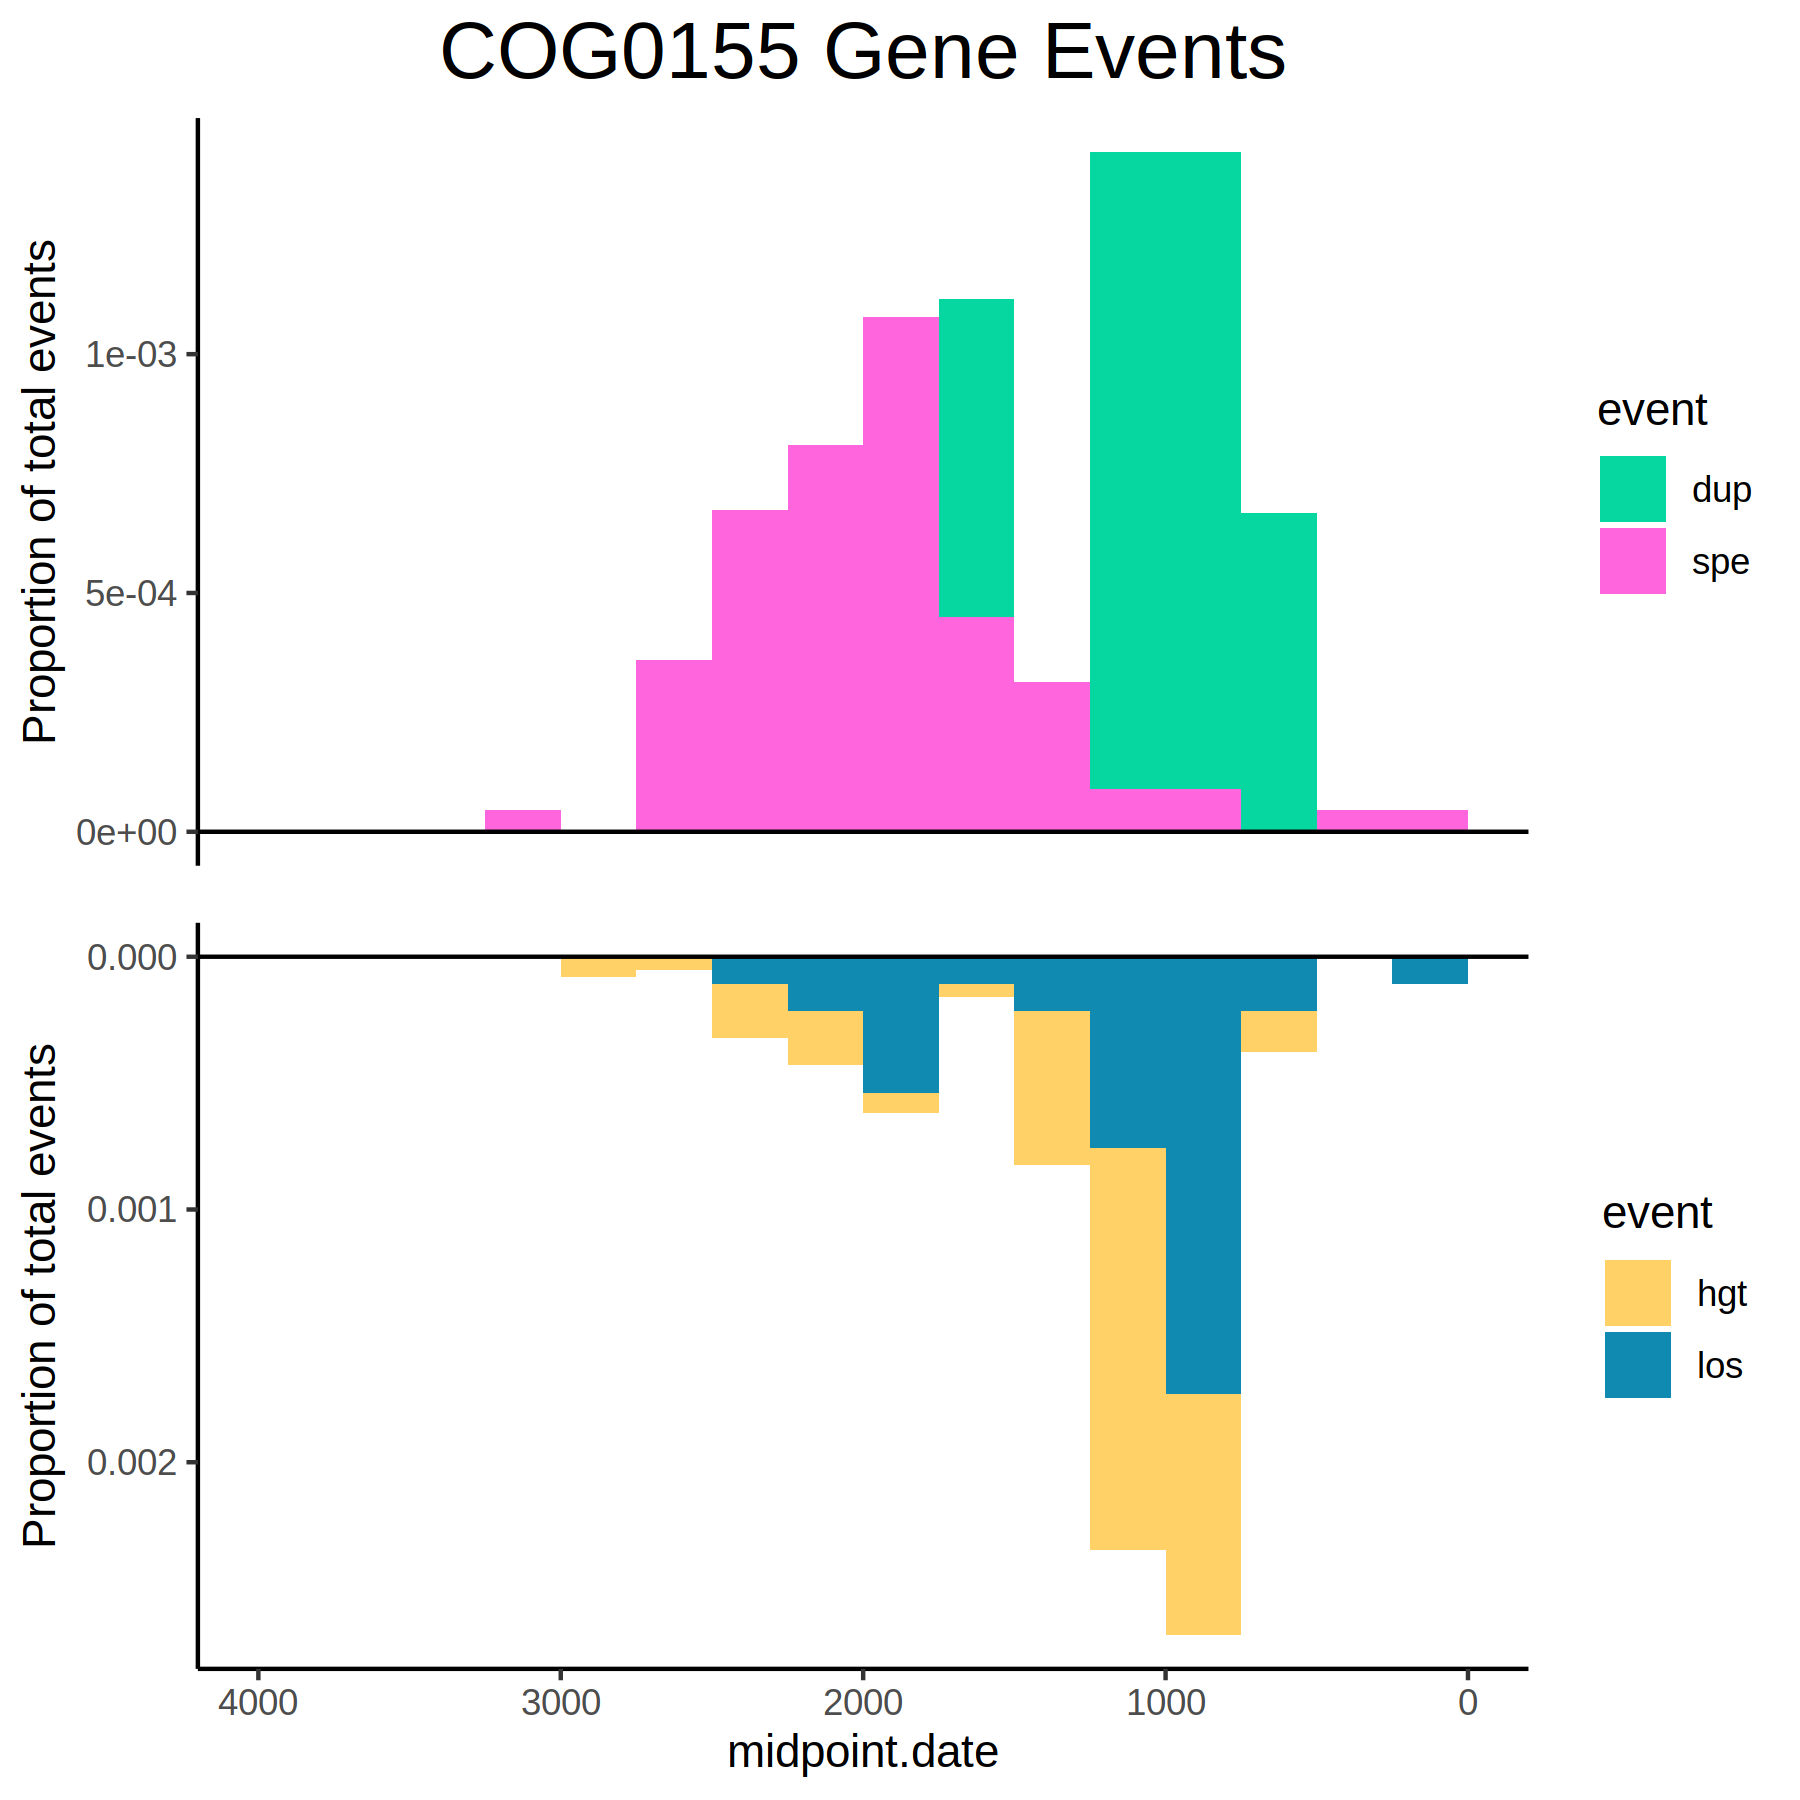 COG0155 Gene Events
Proportion of total events
1e-03
5e-04
0e+00
event
dup
spe
Proportion of total events
0.000
0.001
0.002
event
hgt
los
4000 3000 2000 1000 0
midpoint.date